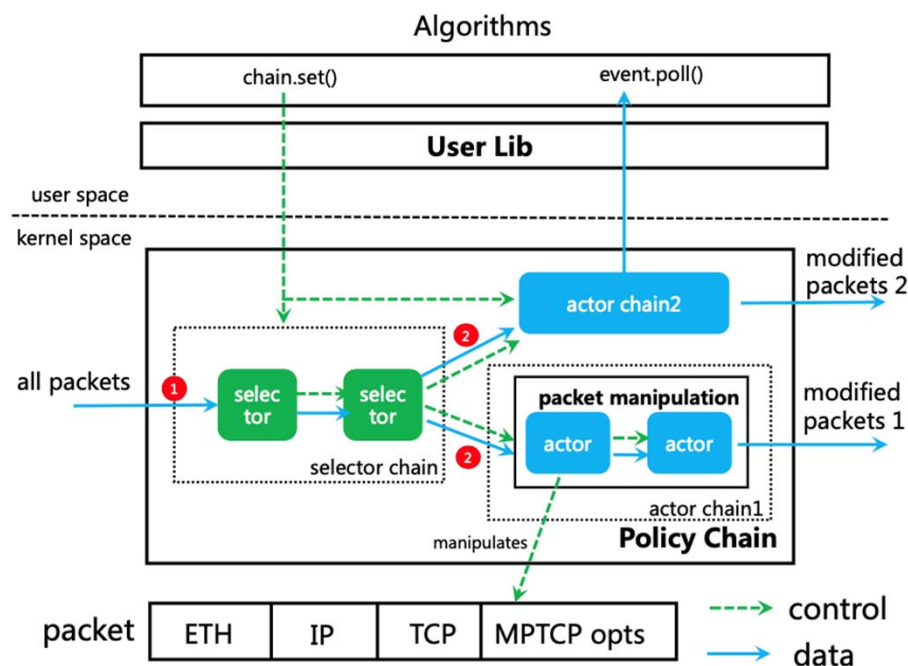 Algorithms
chain.set()
event.poll()
User Lib
user space
kernel space
modified
packets 2
actor chain2
2
all packets
1
selec
tor
selec
tor
packet manipulation
modified
packets 1
actor
actor
2
selector chain
actor chain1
manipulates
Policy Chain
packet
ETH
IP
TCP
MPTCP opts
control
data